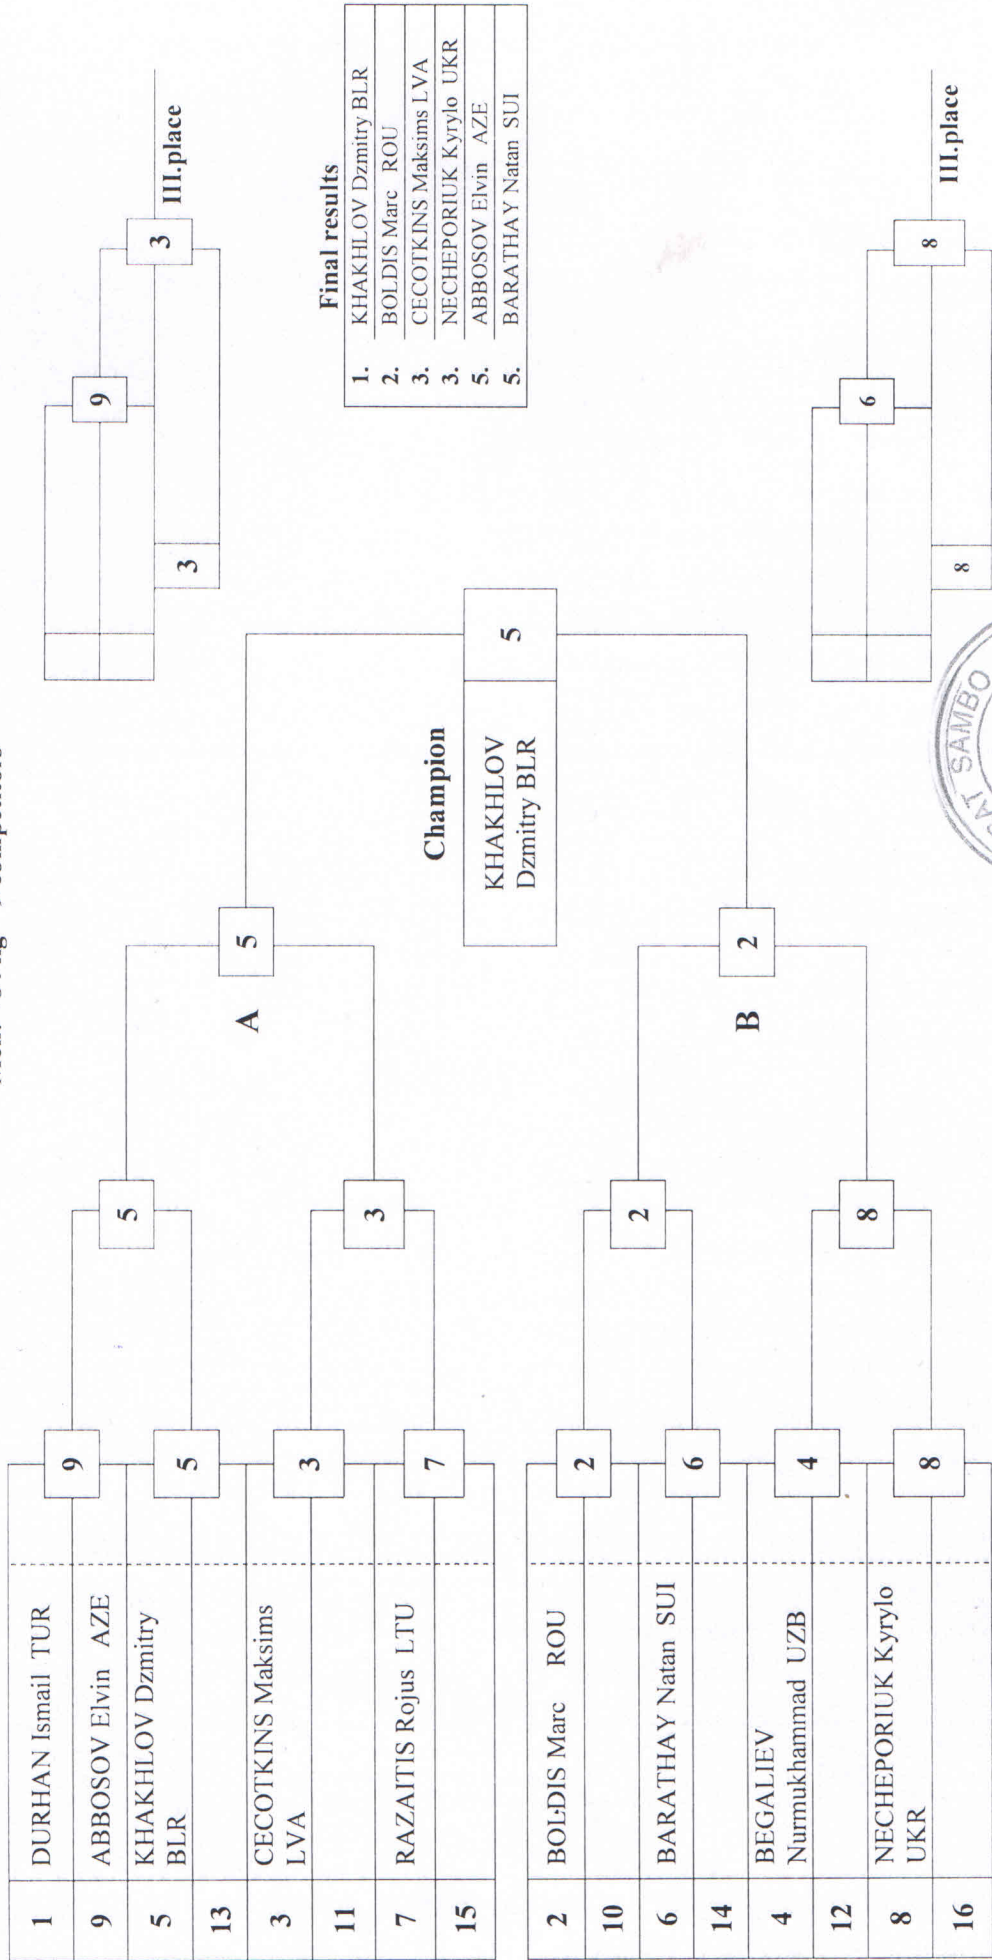 1 DURHAN Ismail TUR
9 ABBOSOV Elvin AZE
5 KHAKHLOV Dzmitry
BLR
13
3 CECOTKINS Maksims
LVA
11
7 RAZAITIS Rojus LTU
15
2 BOLDIS Marc ROU
10
6 BARATHAY Natan SUI
14
4 BEGALIEV
Nurmukhammad UZB
12
8 NECHEPORIUK Kyrylo
UKR
16
9
5
3
7
2
6
4
8
5
3
2
8
A
5
B
2
Champion
KHAKHLOV
Dzmitry BLR
5
9
3
3
III.place
Final results
1. KHAKHLOV Dzmitry BLR
2. BOLDIS Marc ROU
3. CECOTKINS Maksims LVA
3. NECHEPORIUK Kyrylo UKR
5. ABBOSOV Elvin AZE
5. BARATHAY Natan SUI
6
8
8
III.place
SAMBO